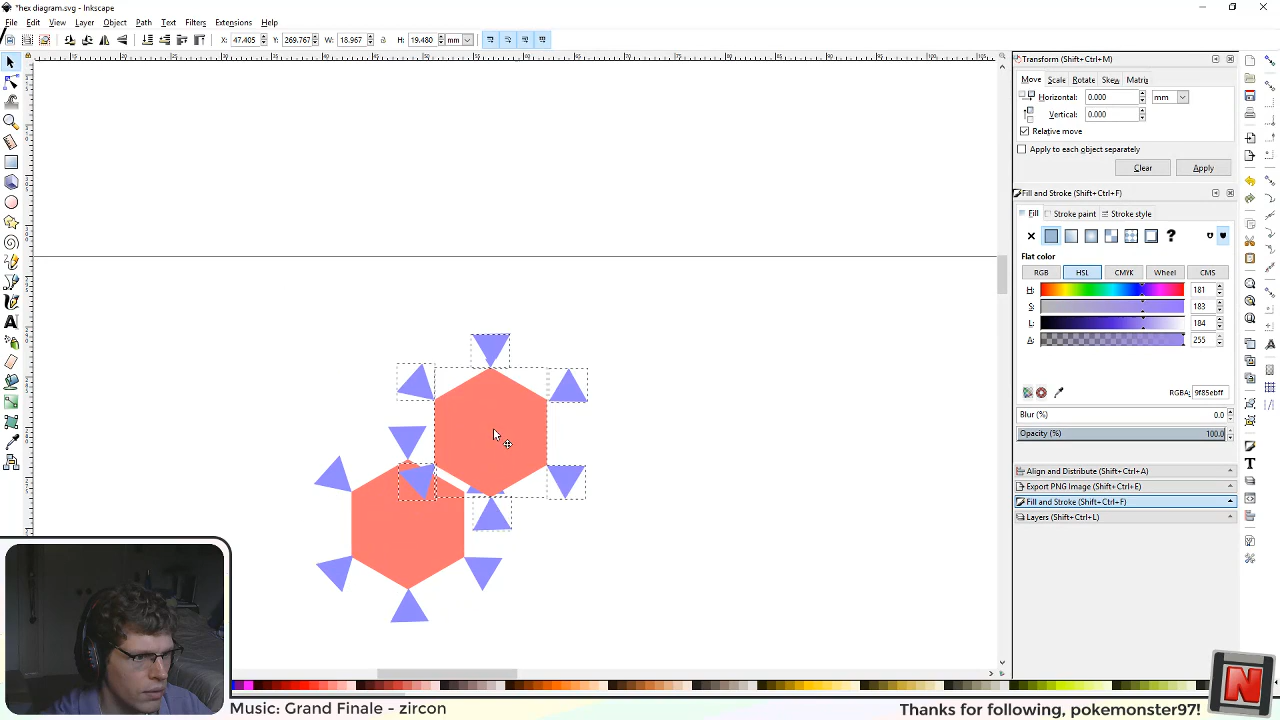 *hex diagram.svg - Inkscape
File Edit View Layer Object Path Text Filters Extensions Help
X: 47.405 Y: 269.767 W: 18.967 H: 19.480 mm
Transform (Shift+Ctrl+M)
Move Scale Rotate Skew Matrix
Horizontal: 0.000 mm
Vertical: 0.000
Relative move
Apply to each object separately
Clear Apply
Fill and Stroke (Shift+Ctrl+F)
Fill Stroke paint Stroke style
Flat color
RGB HSL CMYK Wheel CMS
H: 181
S: 183
L: 184
A: 255
RGBA: 9f85ebff
Blur (%) 0.0
Opacity (%) 100.0
Align and Distribute (Shift+Ctrl+A)
Export PNG Image (Shift+Ctrl+E)
Fill and Stroke (Shift+Ctrl+F)
Layers (Shift+Ctrl+L)
N
Music: Grand Finale - zircon
Thanks for following, pokemonster97!